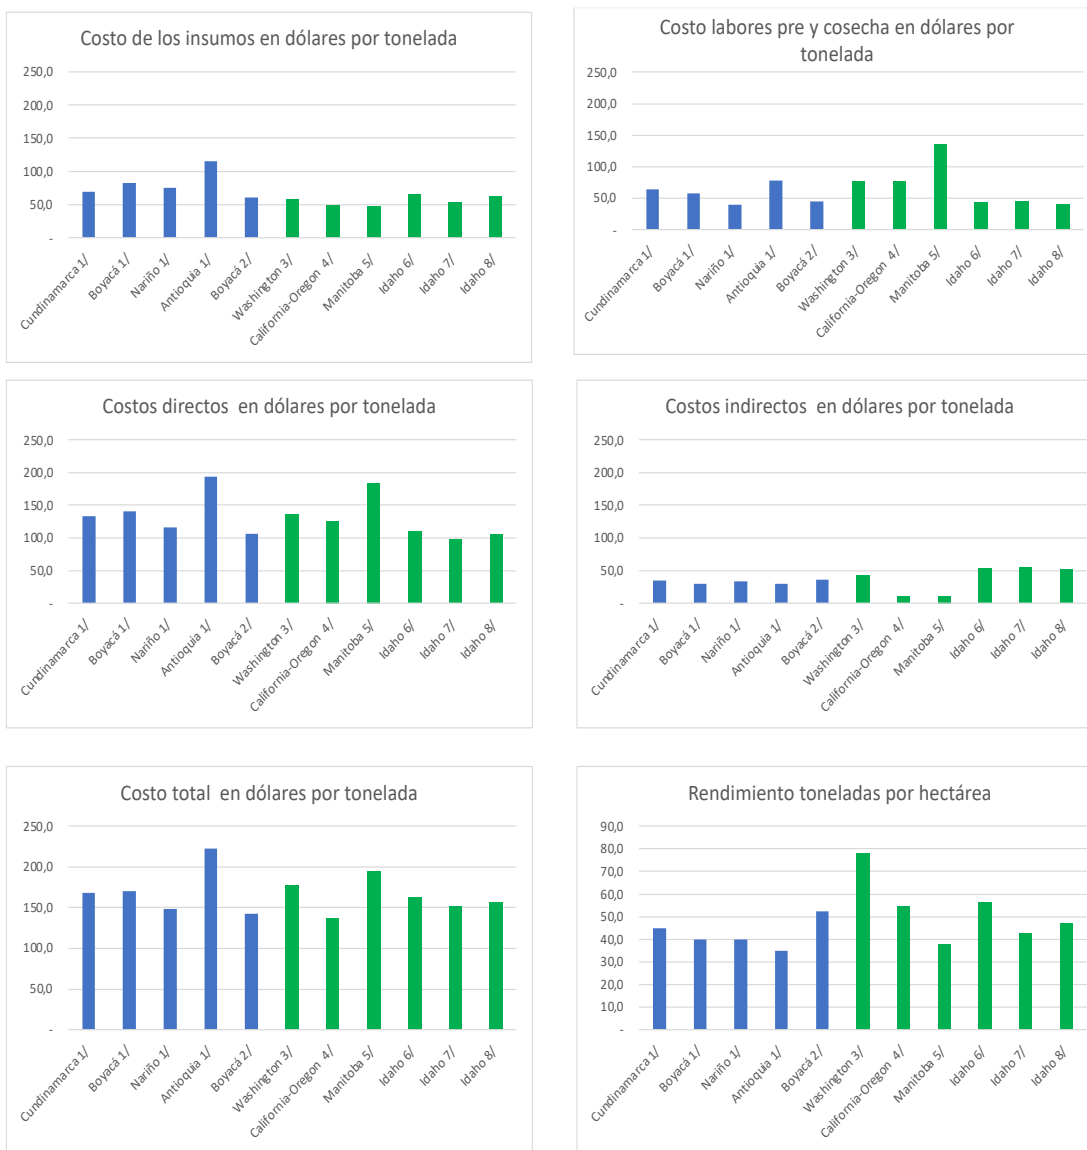 Costo de los insumos en dólares por tonelada
250,0
200,0
150,0
100,0
50,0
-
Cundinamarca 1/
Boyacá 1/
Nariño 1/
Antioquia 1/
Boyacá 2/
Washington 3/
California-Oregon 4/
Manitoba 5/
Idaho 6/
Idaho 7/
Idaho 8/
Costo labores pre y cosecha en dólares por
tonelada
250,0
200,0
150,0
100,0
50,0
-
Cundinamarca 1/
Boyacá 1/
Nariño 1/
Antioquia 1/
Boyacá 2/
Washington 3/
California-Oregon 4/
Manitoba 5/
Idaho 6/
Idaho 7/
Idaho 8/
Costos directos en dólares por tonelada
250,0
200,0
150,0
100,0
50,0
-
Cundinamarca 1/
Boyacá 1/
Nariño 1/
Antioquia 1/
Boyacá 2/
Washington 3/
California-Oregon 4/
Manitoba 5/
Idaho 6/
Idaho 7/
Idaho 8/
Costos indirectos en dólares por tonelada
250,0
200,0
150,0
100,0
50,0
-
Cundinamarca 1/
Boyacá 1/
Nariño 1/
Antioquia 1/
Boyacá 2/
Washington 3/
California-Oregon 4/
Manitoba 5/
Idaho 6/
Idaho 7/
Idaho 8/
Costo total en dólares por tonelada
250,0
200,0
150,0
100,0
50,0
-
Cundinamarca 1/
Boyacá 1/
Nariño 1/
Antioquia 1/
Boyacá 2/
Washington 3/
California-Oregon 4/
Manitoba 5/
Idaho 6/
Idaho 7/
Idaho 8/
Rendimiento toneladas por hectárea
90,0
80,0
70,0
60,0
50,0
40,0
30,0
20,0
10,0
-
Cundinamarca 1/
Boyacá 1/
Nariño 1/
Antioquia 1/
Boyacá 2/
Washington 3/
California-Oregon 4/
Manitoba 5/
Idaho 6/
Idaho 7/
Idaho 8/